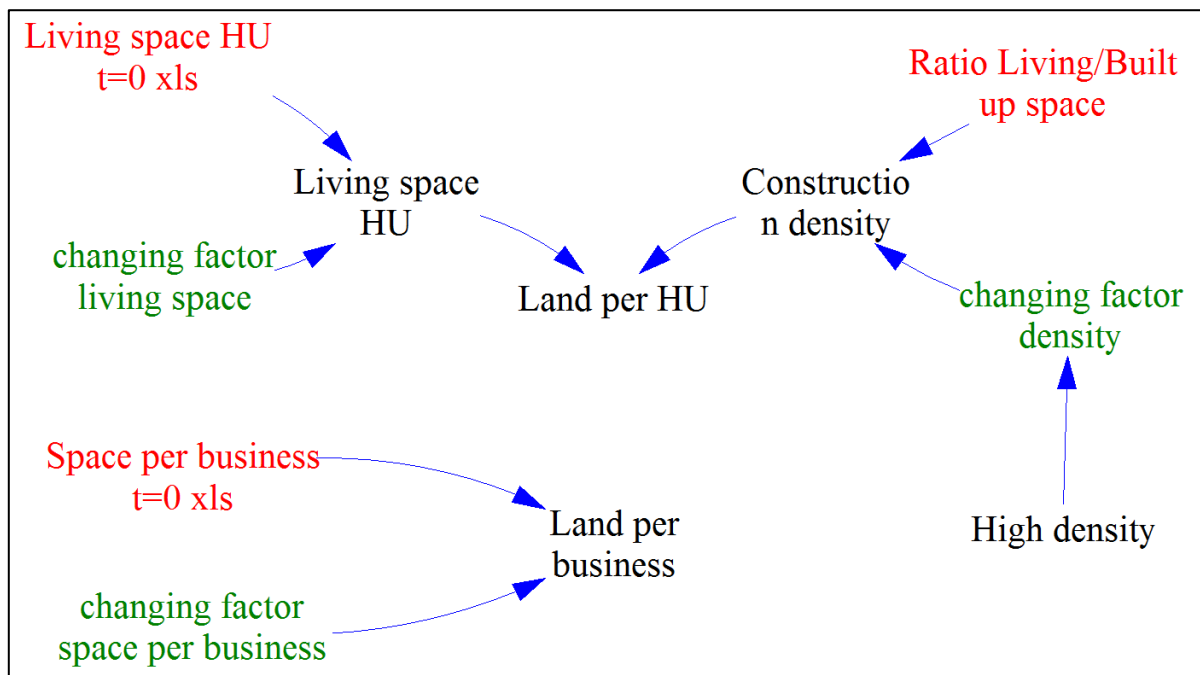 Living space HU
t=0 xls
Ratio Living/Built
up space
Living space
HU
Constructio
n density
changing factor
living space
Land per HU
changing factor
density
Space per business
t=0 xls
Land per
business
High density
changing factor
space per business